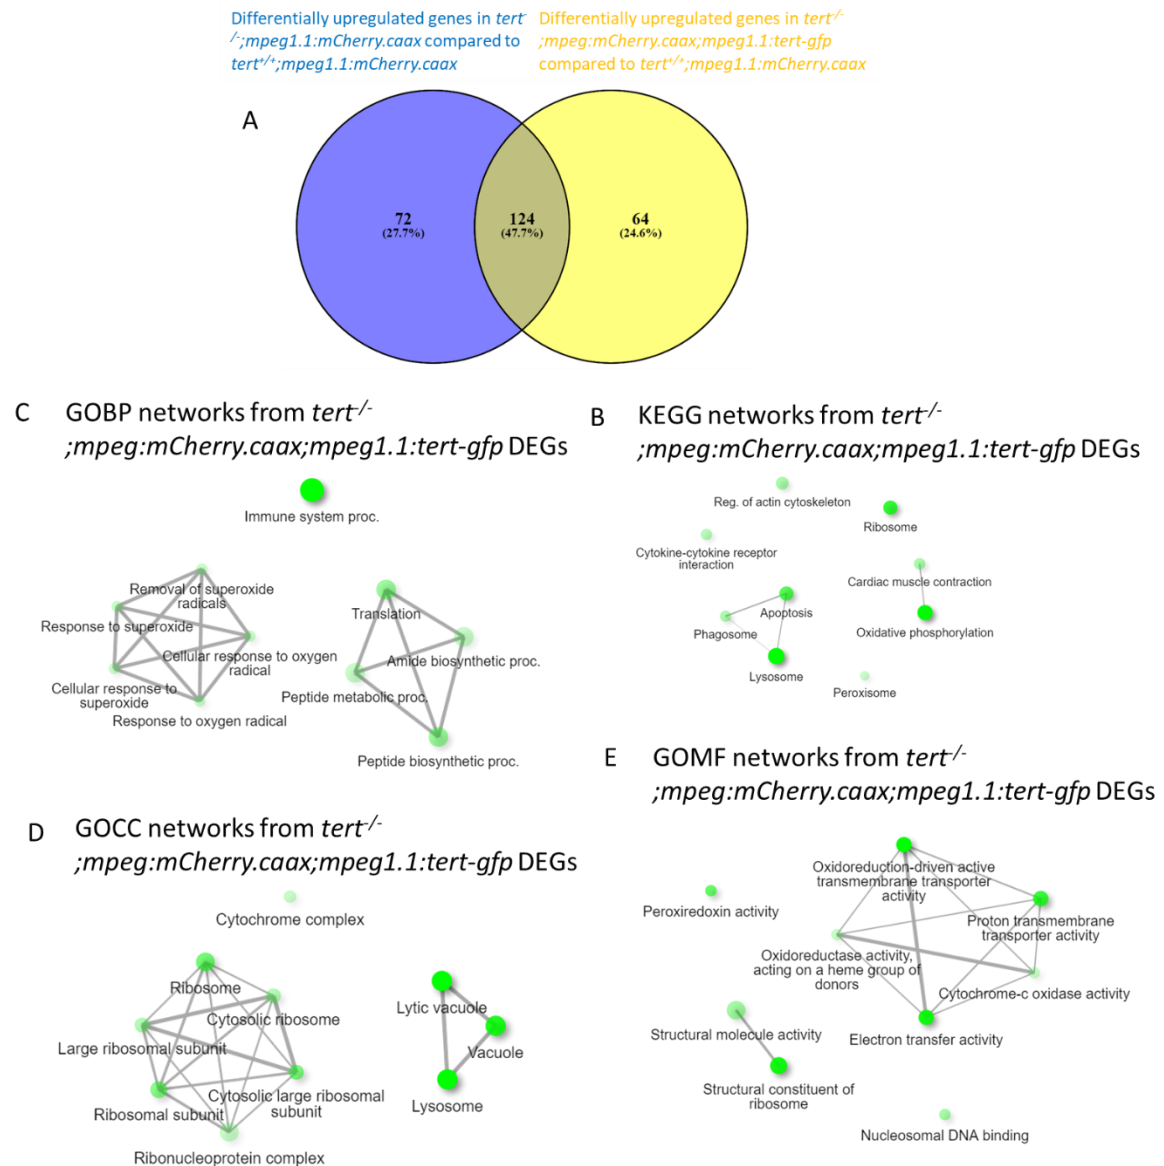 Differentially upregulated genes in tert-
/-;mpeg1.1:mCherry.caax compared to
tert+/+;mpeg1.1:mCherry.caax
Differentially upregulated genes in tert-/-
;mpeg:mCherry.caax;mpeg1.1:tert-gfp
compared to tert+/+;mpeg1.1:mCherry.caax
A
72
(27.7%)
124
(47.7%)
64
(24.6%)
C
GOBP networks from tert-/-
;mpeg:mCherry.caax;mpeg1.1:tert-gfp DEGs
Immune system proc.
Removal of superoxide
radicals
Response to superoxide
Cellular response to oxygen
radical
Cellular response to
superoxide
Response to oxygen radical
Translation
Amide biosynthetic proc.
Peptide metabolic proc.
Peptide biosynthetic proc.
B
KEGG networks from tert-/-
;mpeg:mCherry.caax;mpeg1.1:tert-gfp DEGs
Reg. of actin cytoskeleton
Ribosome
Cytokine-cytokine receptor
interaction
Cardiac muscle contraction
Apoptosis
Phagosome
Oxidative phosphorylation
Lysosome
Peroxisome
D
GOCC networks from tert-/-
;mpeg:mCherry.caax;mpeg1.1:tert-gfp DEGs
Cytochrome complex
Ribosome
Cytosolic ribosome
Large ribosomal subunit
Cytosolic large ribosomal
subunit
Ribosomal subunit
Ribonucleoprotein complex
Lytic vacuole
Vacuole
Lysosome
E
GOMF networks from tert-/-
;mpeg:mCherry.caax;mpeg1.1:tert-gfp DEGs
Oxidoreduction-driven active
transmembrane transporter
activity
Peroxiredoxin activity
Proton transmembrane
transporter activity
Oxidoreductase activity,
acting on a heme group of
donors
Cytochrome-c oxidase activity
Electron transfer activity
Structural molecule activity
Structural constituent of
ribosome
Nucleosomal DNA binding